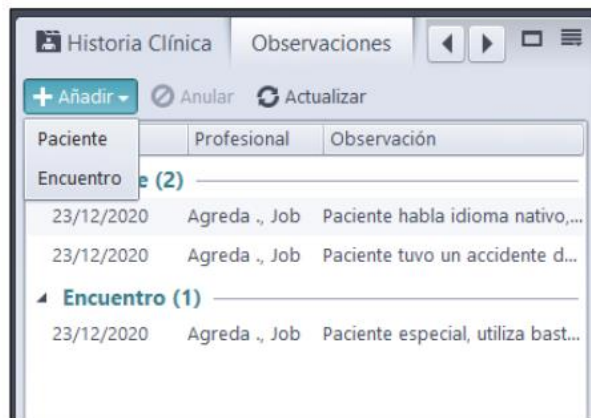 Historia Clínica Observaciones
Añadir Anular Actualizar
Paciente Profesional Observación
Encuentro e (2)
23/12/2020 Agreda ., Job Paciente habla idioma nativo,...
23/12/2020 Agreda ., Job Paciente tuvo un accidente d...
Encuentro (1)
23/12/2020 Agreda ., Job Paciente especial, utiliza bast...